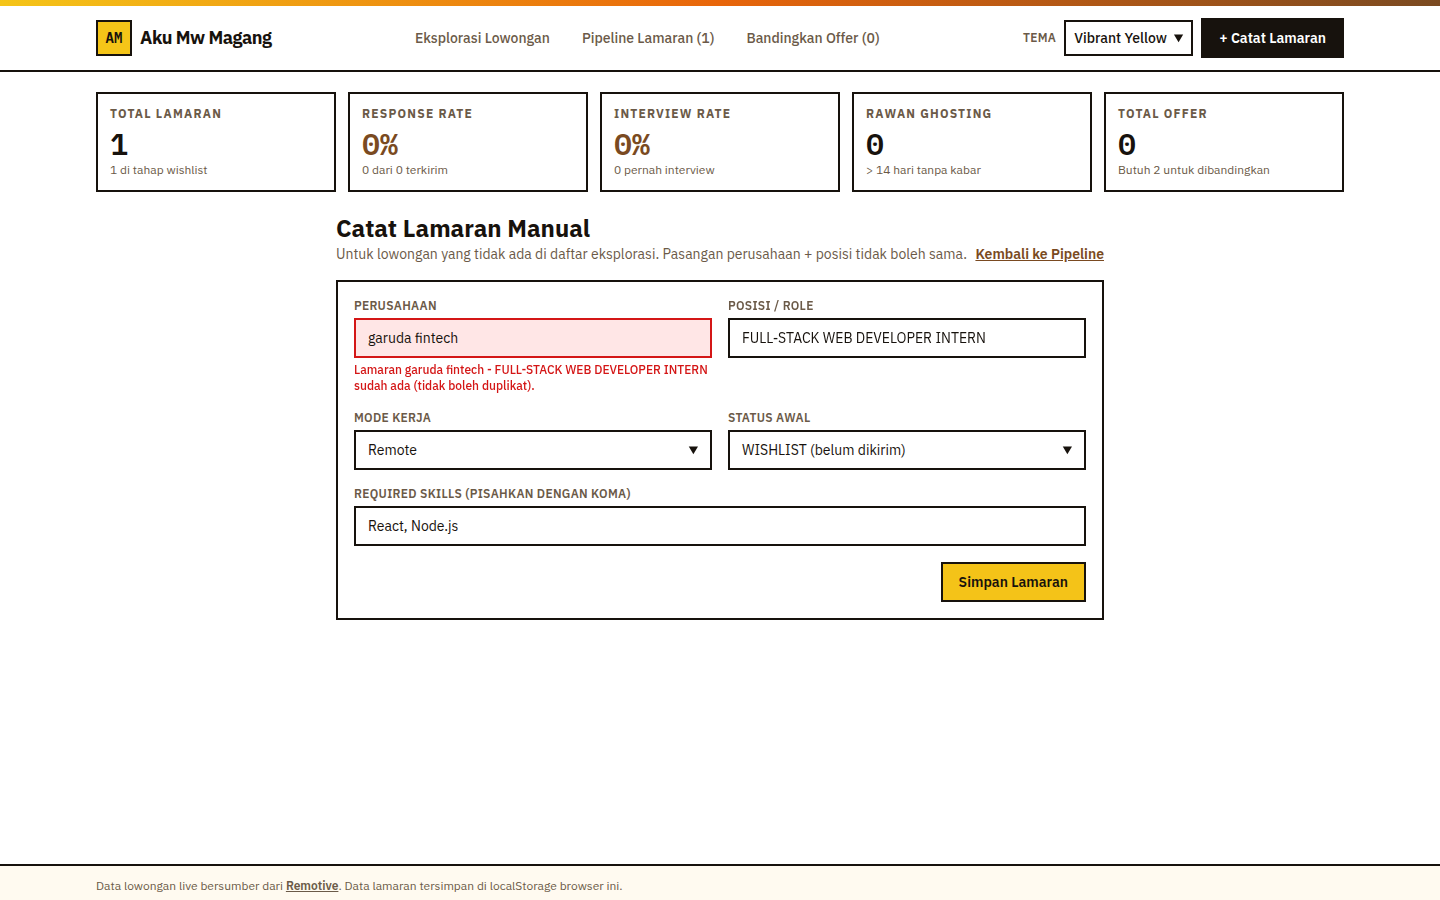 AM Aku Mw Magang
Eksplorasi Lowongan
Pipeline Lamaran (1)
Bandingkan Offer (0)
TEMA
Vibrant Yellow
+ Catat Lamaran
TOTAL LAMARAN
1
1 di tahap wishlist
RESPONSE RATE
0%
0 dari 0 terkirim
INTERVIEW RATE
0%
0 pernah interview
RAWAN GHOSTING
0
> 14 hari tanpa kabar
TOTAL OFFER
0
Butuh 2 untuk dibandingkan
Catat Lamaran Manual
Untuk lowongan yang tidak ada di daftar eksplorasi. Pasangan perusahaan + posisi tidak boleh sama.
Kembali ke Pipeline
PERUSAHAAN
garuda fintech
Lamaran garuda fintech - FULL-STACK WEB DEVELOPER INTERN
sudah ada (tidak boleh duplikat).
POSISI / ROLE
FULL-STACK WEB DEVELOPER INTERN
MODE KERJA
Remote
STATUS AWAL
WISHLIST (belum dikirim)
REQUIRED SKILLS (PISAHKAN DENGAN KOMA)
React, Node.js
Simpan Lamaran
Data lowongan live bersumber dari Remotive. Data lamaran tersimpan di localStorage browser ini.